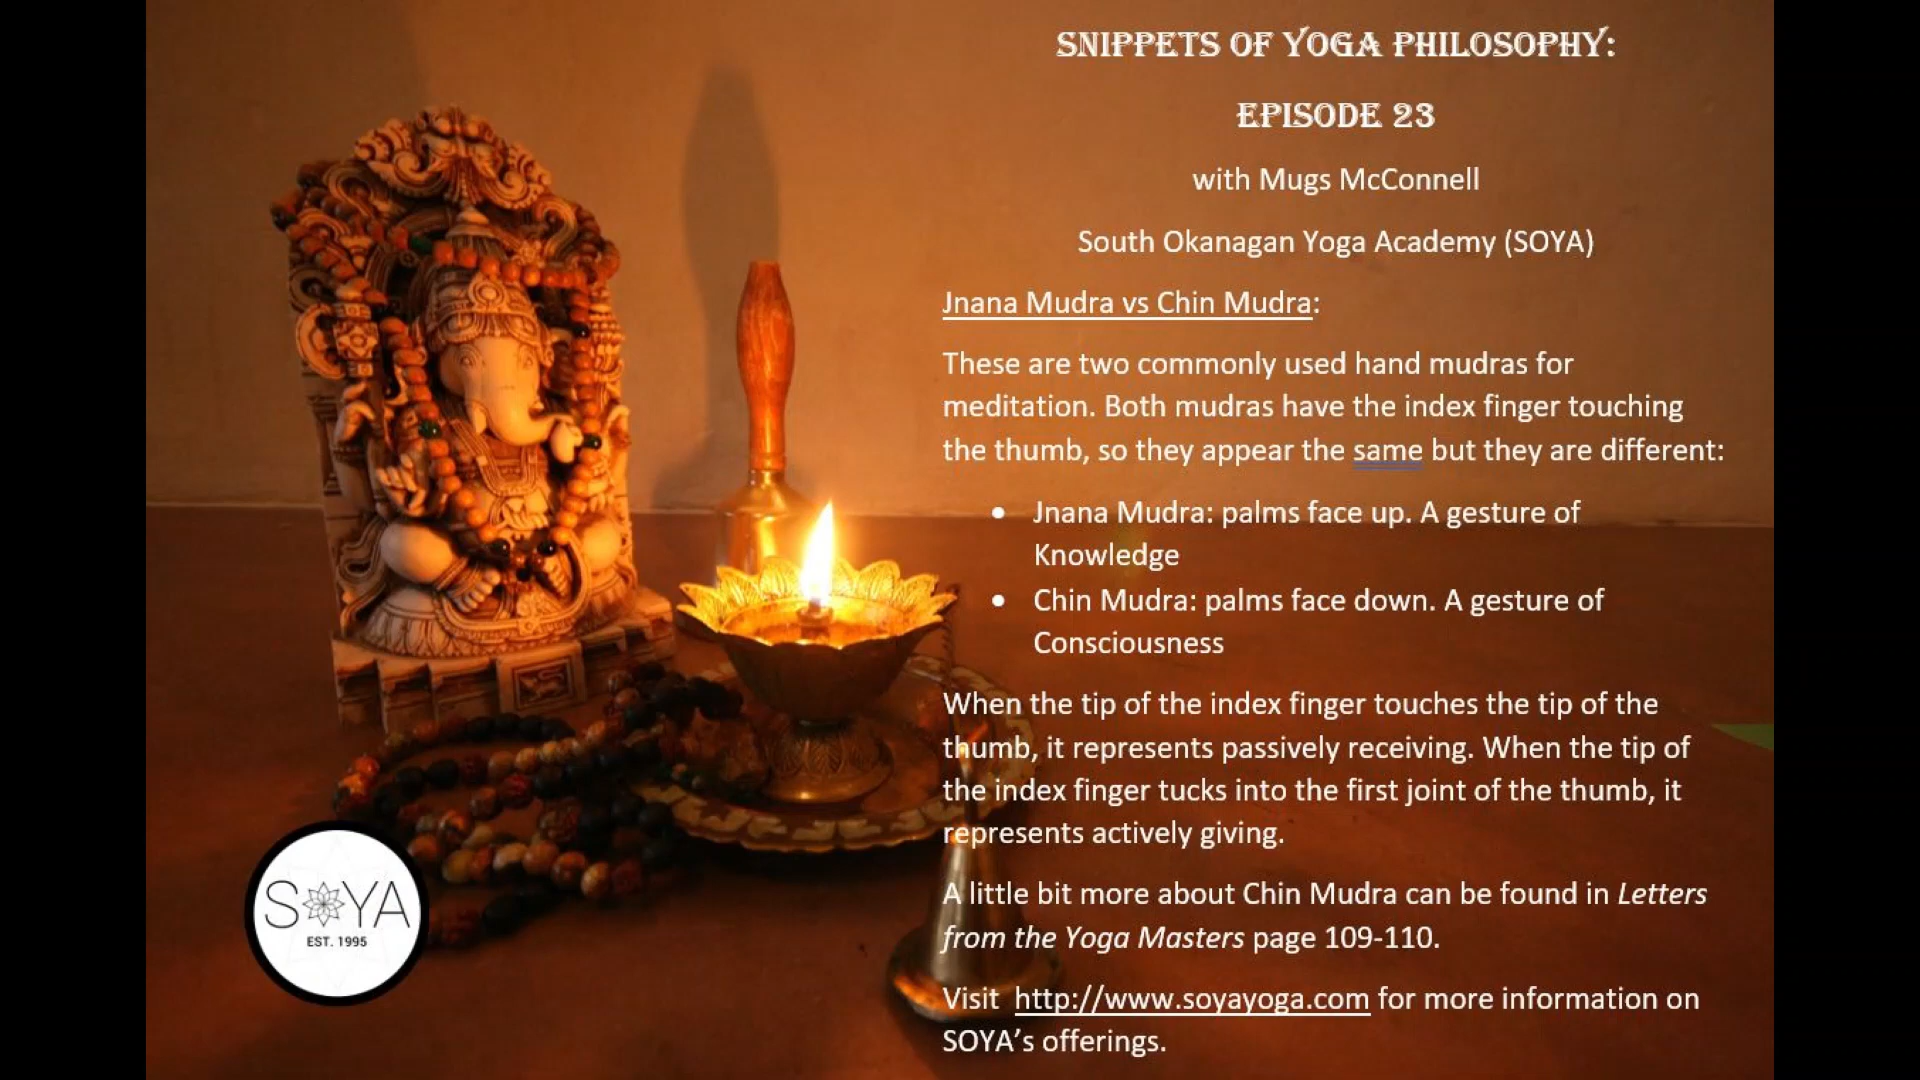 SNIPPETS OF YOGA PHILOSOPHY:
EPISODE 23
with Mugs McConnell
South Okanagan Yoga Academy (SOYA)
Jnana Mudra vs Chin Mudra:
These are two commonly used hand mudras for
meditation. Both mudras have the index finger touching
the thumb, so they appear the same but they are different:
• Jnana Mudra: palms face up. A gesture of
Knowledge
• Chin Mudra: palms face down. A gesture of
Consciousness
When the tip of the index finger touches the tip of the
thumb, it represents passively receiving. When the tip of
the index finger tucks into the first joint of the thumb, it
represents actively giving.
A little bit more about Chin Mudra can be found in Letters
from the Yoga Masters page 109-110.
Visit http://www.soyayoga.com for more information on
SOYA’s offerings.
SOYA
EST. 1995